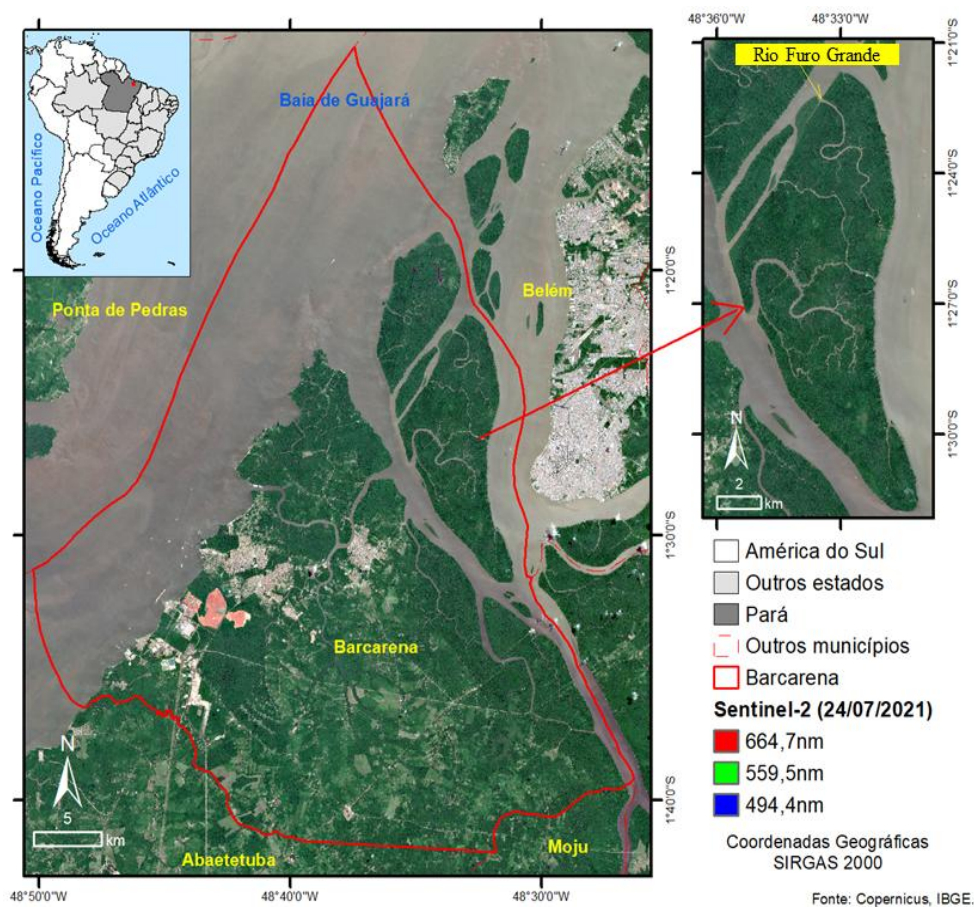 Oceano Pacífico
Oceano Atlântico
Baia de Guajará
Ponta de Pedras
Belém
Barcarena
Abaetetuba
Moju
N
5
km
48°50'0"W
48°40'0"W
48°30'0"W
1°20'0"S
1°30'0"S
1°40'0"S
48°36'0"W
48°33'0"W
Rio Furo Grande
1°21'0"S
1°24'0"S
1°27'0"S
1°30'0"S
N
2
km
América do Sul
Outros estados
Pará
Outros municípios
Barcarena
Sentinel-2 (24/07/2021)
664,7nm
559,5nm
494,4nm
Coordenadas Geográficas
SIRGAS 2000
Fonte: Copernicus, IBGE.